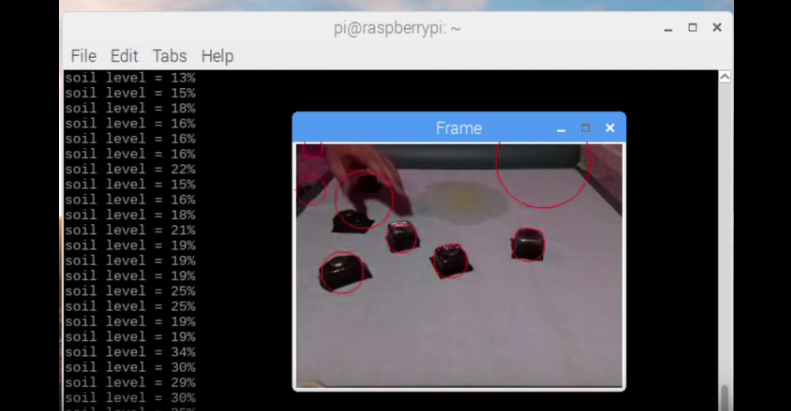 pi@raspberrypi: ~
File Edit Tabs Help
soil level = 13%
soil level = 15%
soil level = 18%
soil level = 16%
soil level = 16%
soil level = 16%
soil level = 22%
soil level = 15%
soil level = 16%
soil level = 18%
soil level = 21%
soil level = 19%
soil level = 19%
soil level = 19%
soil level = 25%
soil level = 25%
soil level = 19%
soil level = 19%
soil level = 34%
soil level = 30%
soil level = 29%
soil level = 30%
Frame